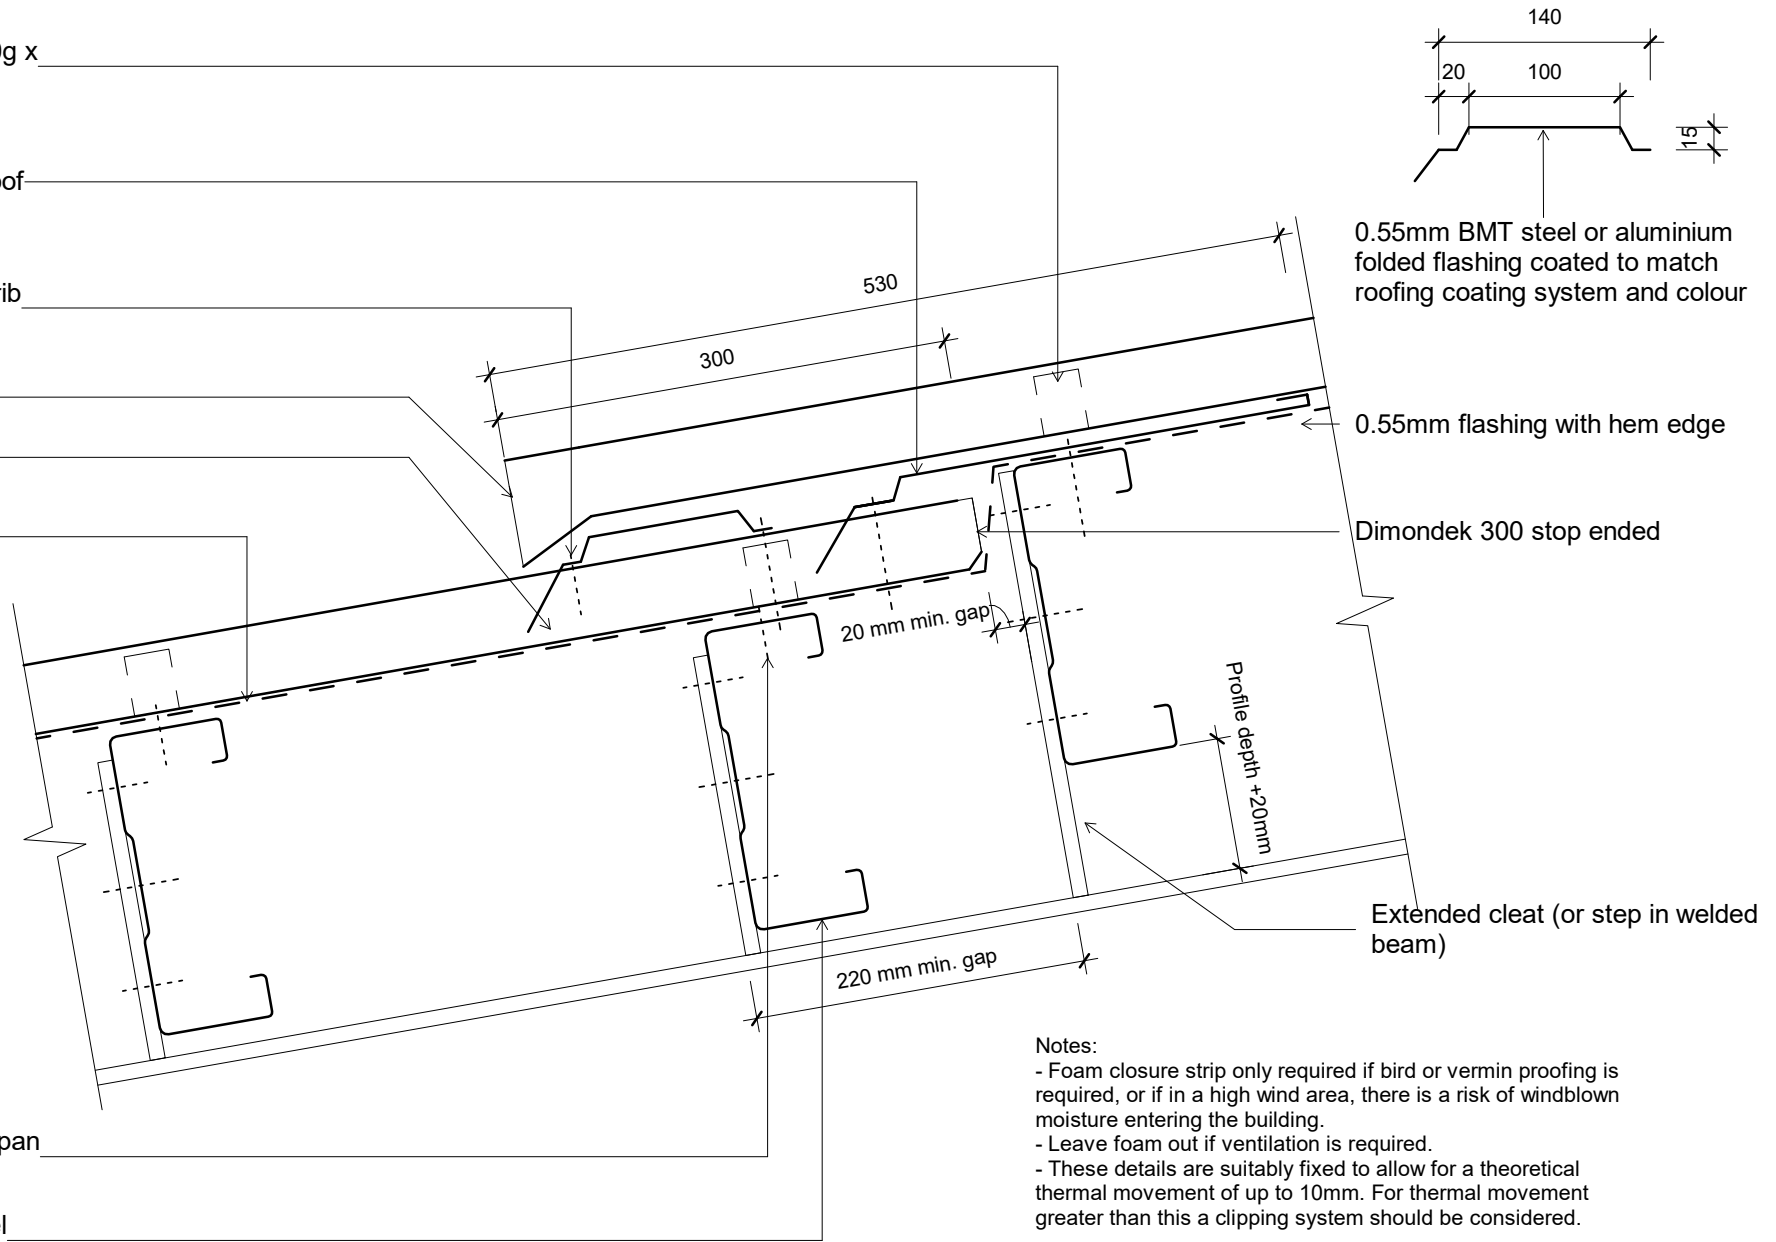 140
20
100
15
g x
0.55mm BMT steel or aluminium
folded flashing coated to match
roofing coating system and colour
530
300
rib
0.55mm flashing with hem edge
Dimondek 300 stop ended
20 mm min. gap
Profile depth +20mm
Extended cleat (or step in welded
beam)
220 mm min. gap
Notes:
- Foam closure strip only required if bird or vermin proofing is
required, or if in a high wind area, there is a risk of windblown
moisture entering the building.
- Leave foam out if ventilation is required.
- These details are suitably fixed to allow for a theoretical
thermal movement of up to 10mm. For thermal movement
greater than this a clipping system should be considered.
pan